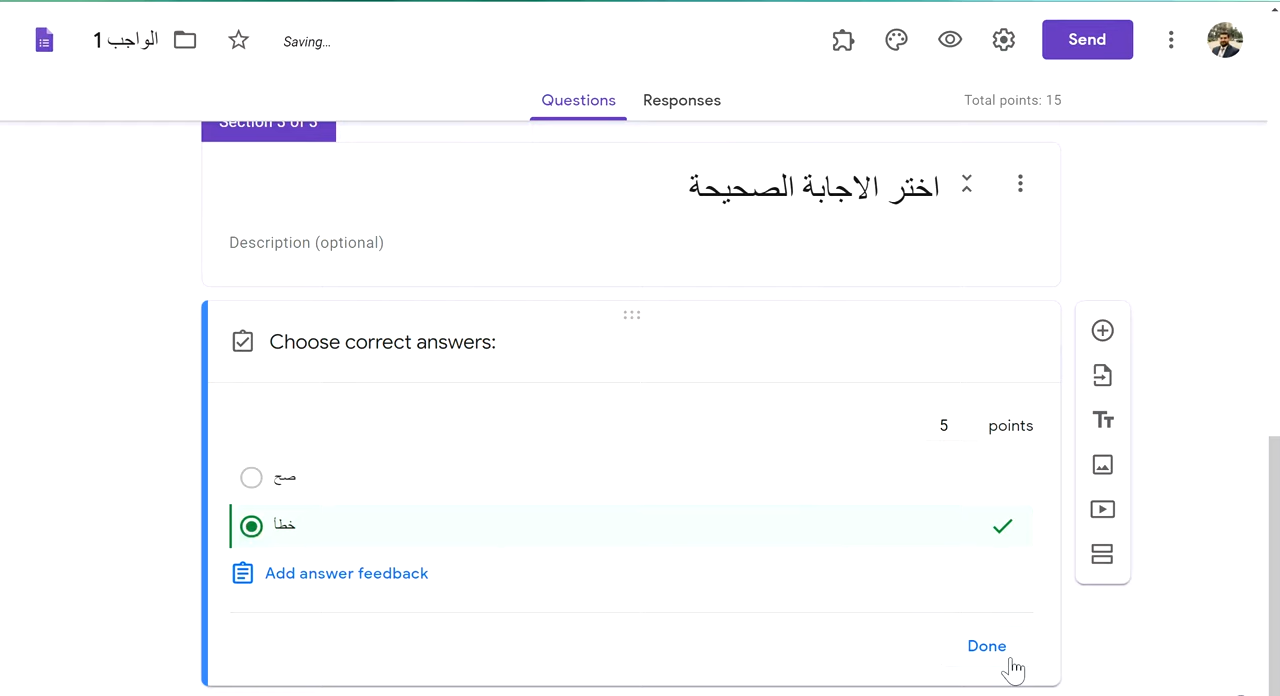 الواجب 1
Saving...
Send
Questions
Responses
Total points: 15
Section 3 of 3
اختر الاجابة الصحيحة
Description (optional)
Choose correct answers:
5 points
صح
خطأ
Add answer feedback
Done